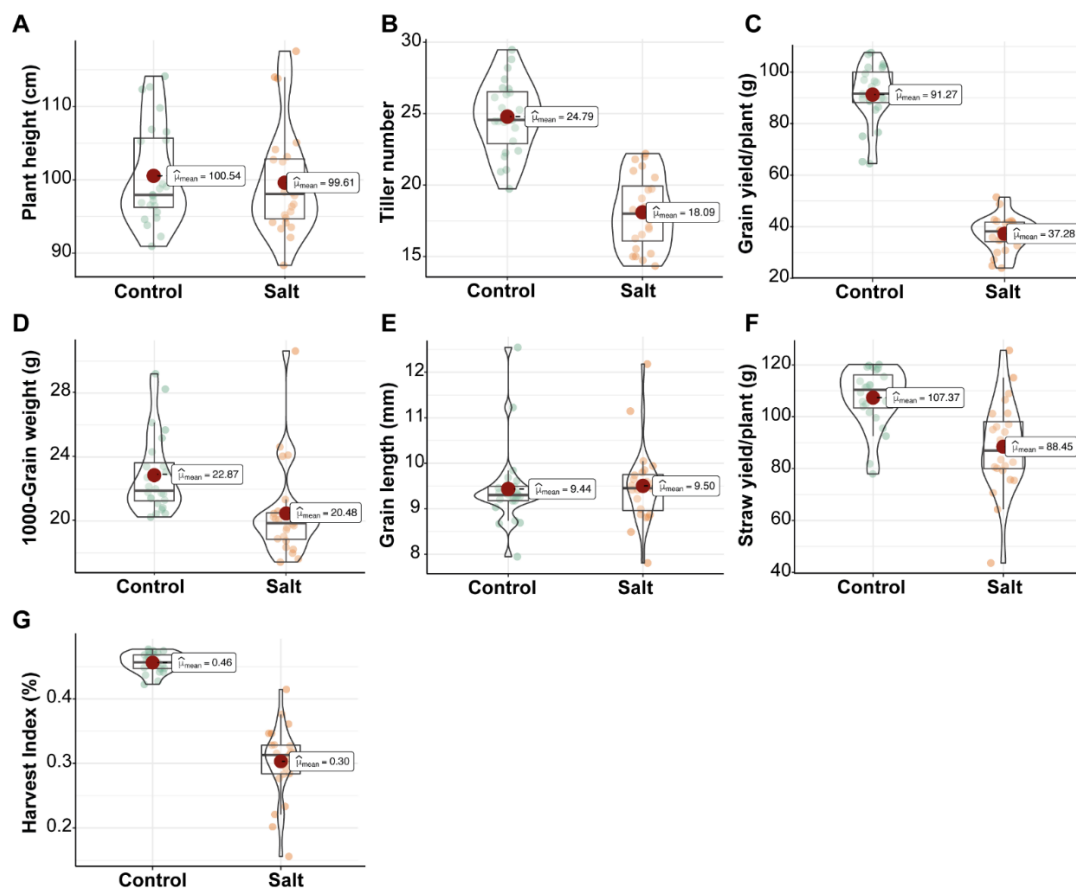 A
Plant height (cm)
110
100
90
μ̂mean = 100.54
μ̂mean = 99.61
Control
Salt
B
Tiller number
30
25
20
15
μ̂mean = 24.79
μ̂mean = 18.09
Control
Salt
C
Grain yield/plant (g)
100
80
60
40
20
μ̂mean = 91.27
μ̂mean = 37.28
Control
Salt
D
1000-Grain weight (g)
28
24
20
μ̂mean = 22.87
μ̂mean = 20.48
Control
Salt
E
Grain length (mm)
12
11
10
9
8
μ̂mean = 9.44
μ̂mean = 9.50
Control
Salt
F
Straw yield/plant (g)
120
100
80
60
40
μ̂mean = 107.37
μ̂mean = 88.45
Control
Salt
G
Harvest Index (%)
0.4
0.3
0.2
μ̂mean = 0.46
μ̂mean = 0.30
Control
Salt